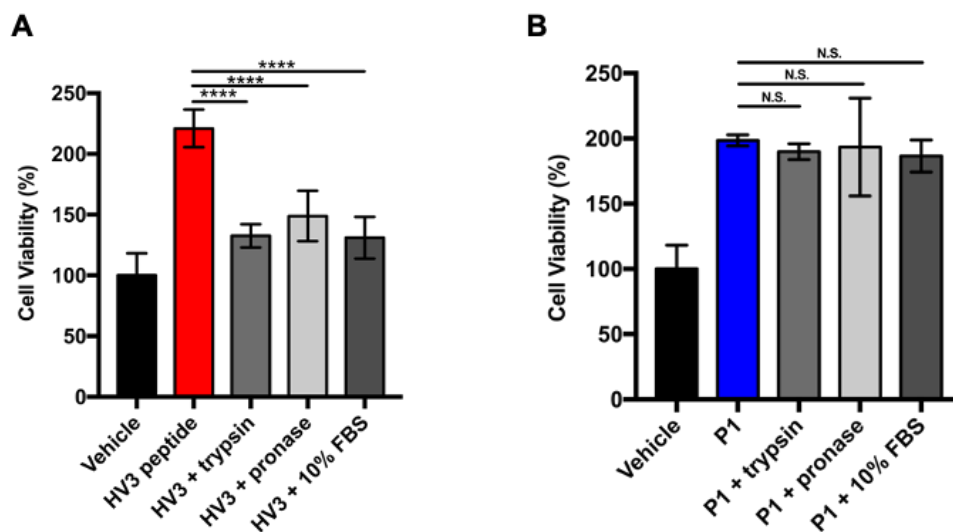 A
****
****
****
250
200
150
100
50
0
Cell Viability (%)
Vehicle
HV3 peptide
HV3 + trypsin
HV3 + pronase
HV3 + 10% FBS
B
N.S.
N.S.
N.S.
250
200
150
100
50
0
Cell Viability (%)
Vehicle
P1
P1 + trypsin
P1 + pronase
P1 + 10% FBS